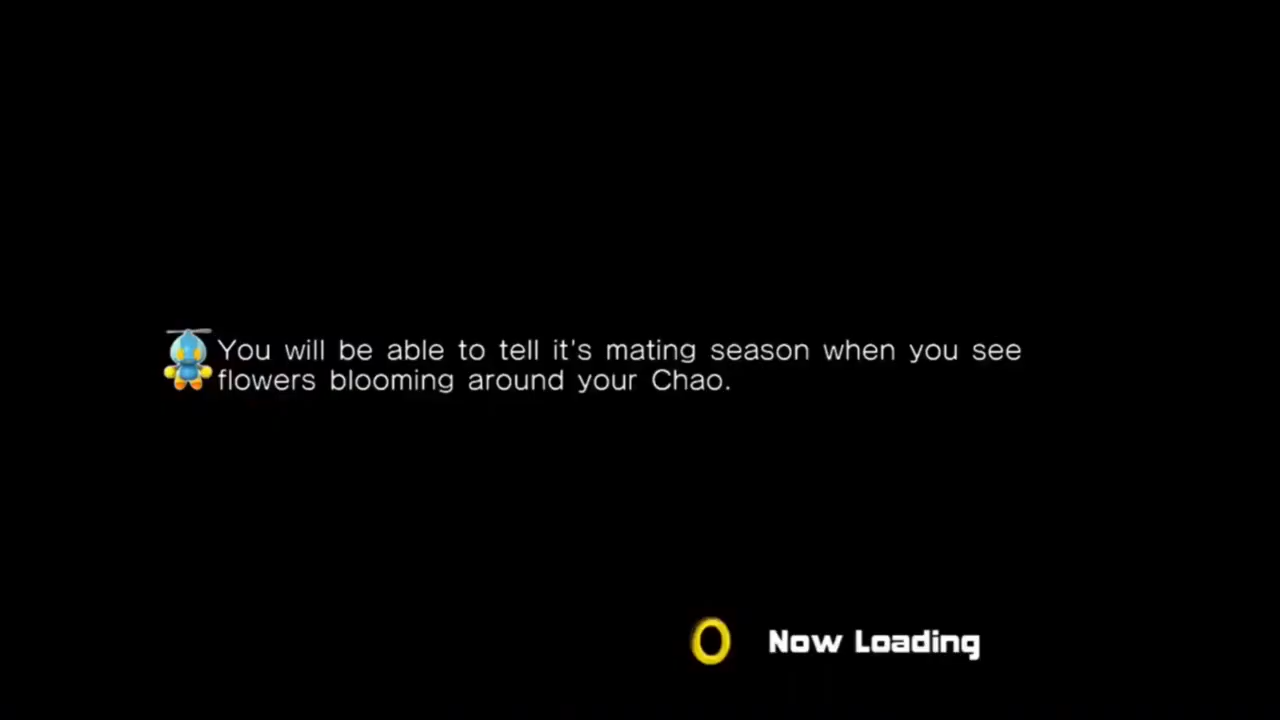 You will be able to tell it's mating season when you see
flowers blooming around your Chao.
Now Loading